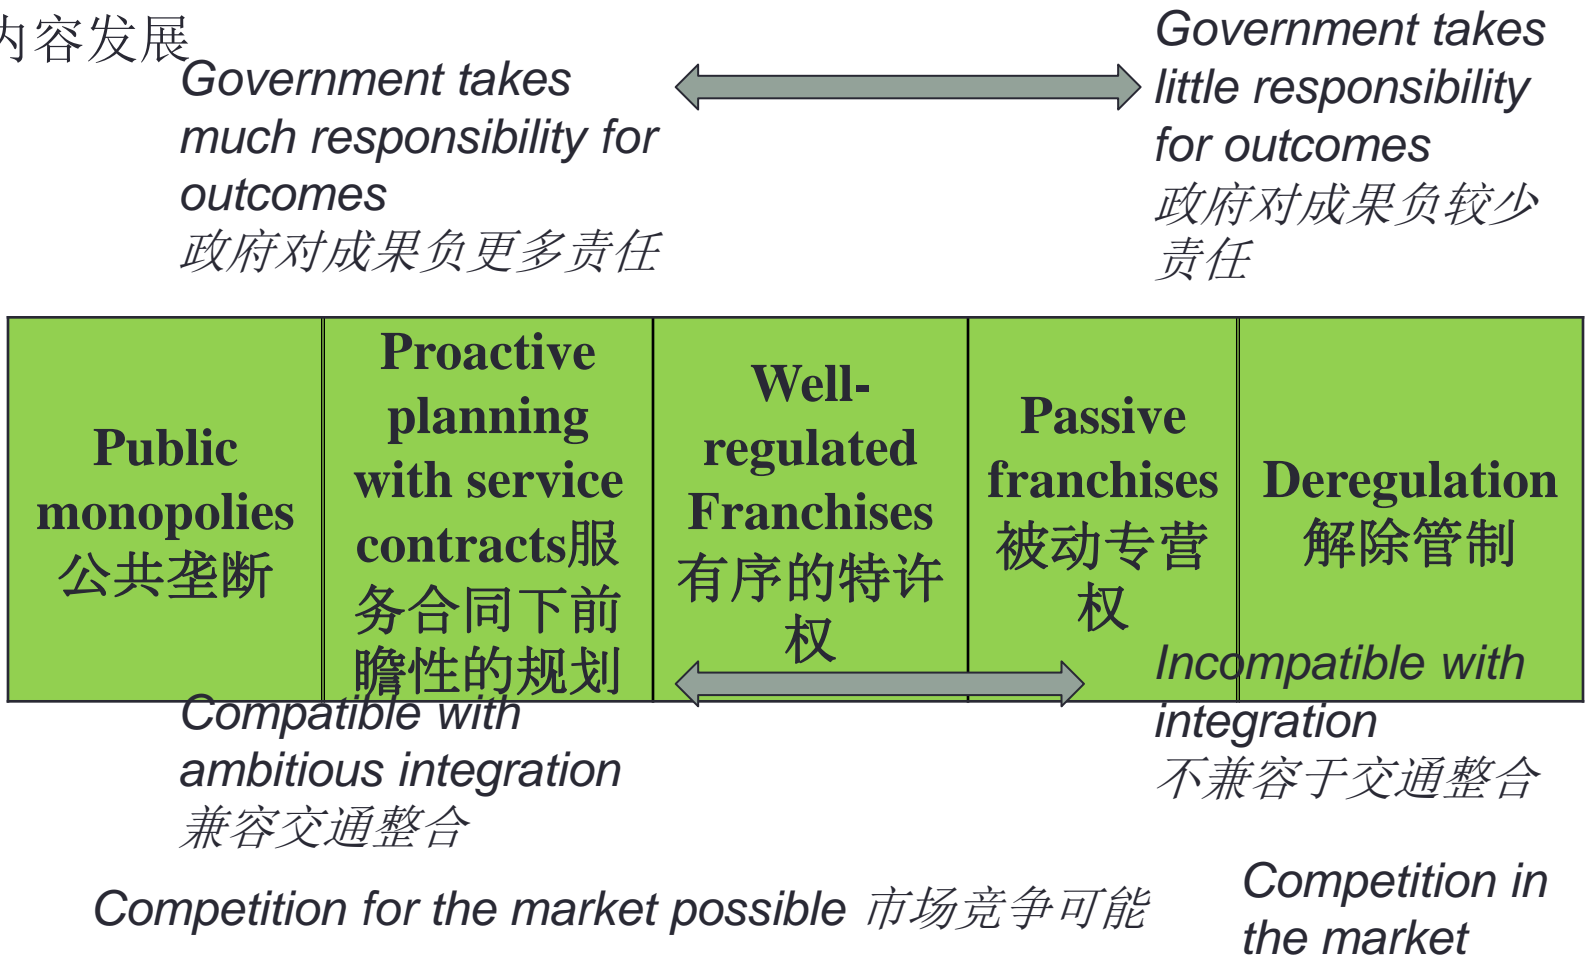 内容发展
Government takes
much responsibility for
outcomes
政府对成果负更多责任
Government takes
little responsibility
for outcomes
政府对成果负较少
责任
Public
monopolies
公共垄断
Proactive
planning
with service
contracts服
务合同下前
瞻性的规划
Well-
regulated
Franchises
有序的特许
权
Passive
franchises
被动专营
权
Deregulation
解除管制
Compatible with
ambitious integration
兼容交通整合
Incompatible with
integration
不兼容于交通整合
Competition for the market possible 市场竞争可能
Competition in
the market